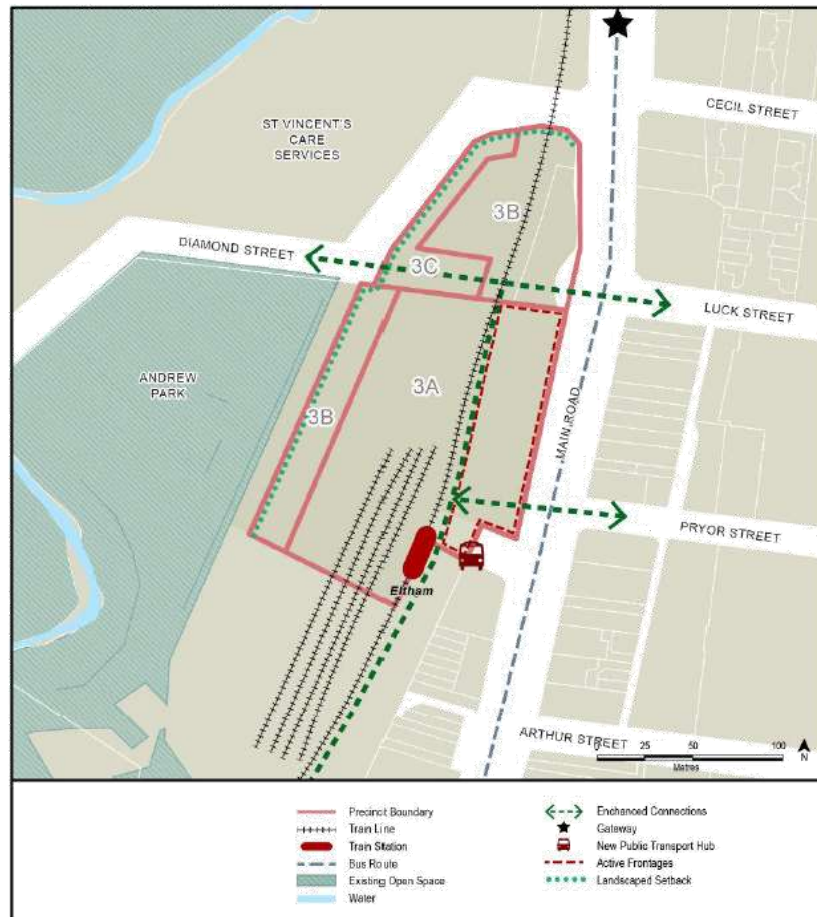 CECIL STREET
ST VINCENT'S
CARE
SERVICES
3B
DIAMOND STREET
3C
LUCK STREET
ANDREW
PARK
3A
3B
MAIN ROAD
PRYOR STREET
Eltham
ARTHUR STREET
0 25 50 100
Metres
N
Precinct Boundary
Train Line
Train Station
Bus Route
Existing Open Space
Water
Enchanced Connections
Gateway
New Public Transport Hub
Active Frontages
Landscaped Setback